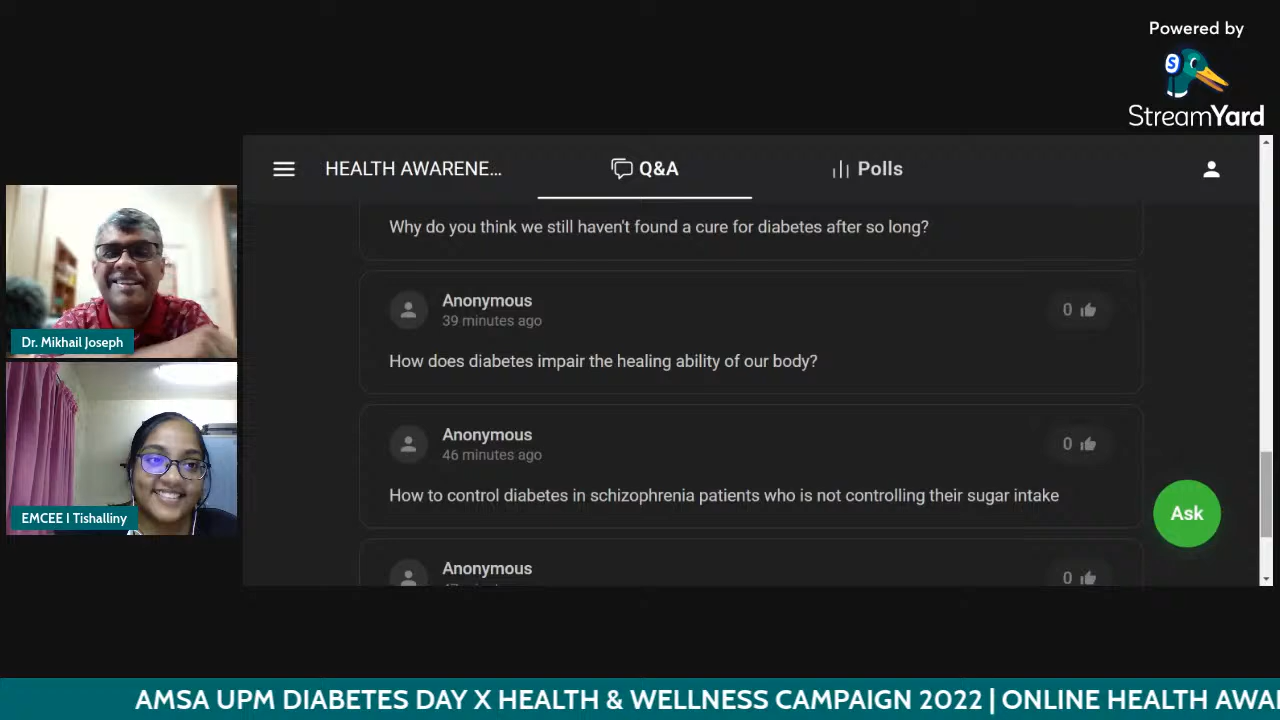 Powered by
StreamYard
HEALTH AWARENE...
Q&A
Polls
Why do you think we still haven't found a cure for diabetes after so long?
Anonymous
39 minutes ago
0
How does diabetes impair the healing ability of our body?
Anonymous
46 minutes ago
0
How to control diabetes in schizophrenia patients who is not controlling their sugar intake
Ask
Anonymous
0
Dr. Mikhail Joseph
EMCEE I Tishalliny
AMSA UPM DIABETES DAY X HEALTH & WELLNESS CAMPAIGN 2022 | ONLINE HEALTH AWA